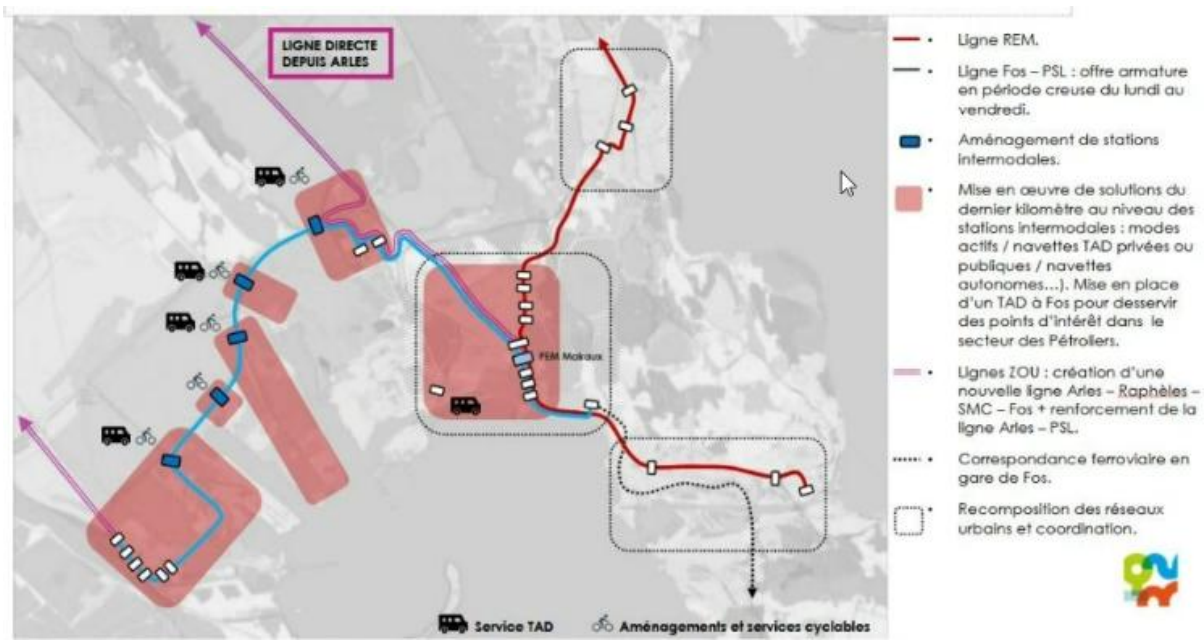 LIGNE DIRECTE
DEPUIS ARLES
PEM Malraux
Service TAD
Aménagements et services cyclables
Ligne REM.
Ligne Fos – PSL : offre armature
en période creuse du lundi au
vendredi.
Aménagement de stations
intermodales.
Mise en œuvre de solutions du
dernier kilomètre au niveau des
stations intermodales : modes
actifs / navettes TAD privées ou
publiques / navettes
autonomes...). Mise en place
d'un TAD à Fos pour desservir
des points d'intérêt dans le
secteur des Pétroliers.
Lignes ZOU : création d'une
nouvelle ligne Arles – Raphèles –
SMC – Fos + renforcement de la
ligne Arles – PSL.
Correspondance ferroviaire en
gare de Fos.
Recomposition des réseaux
urbains et coordination.